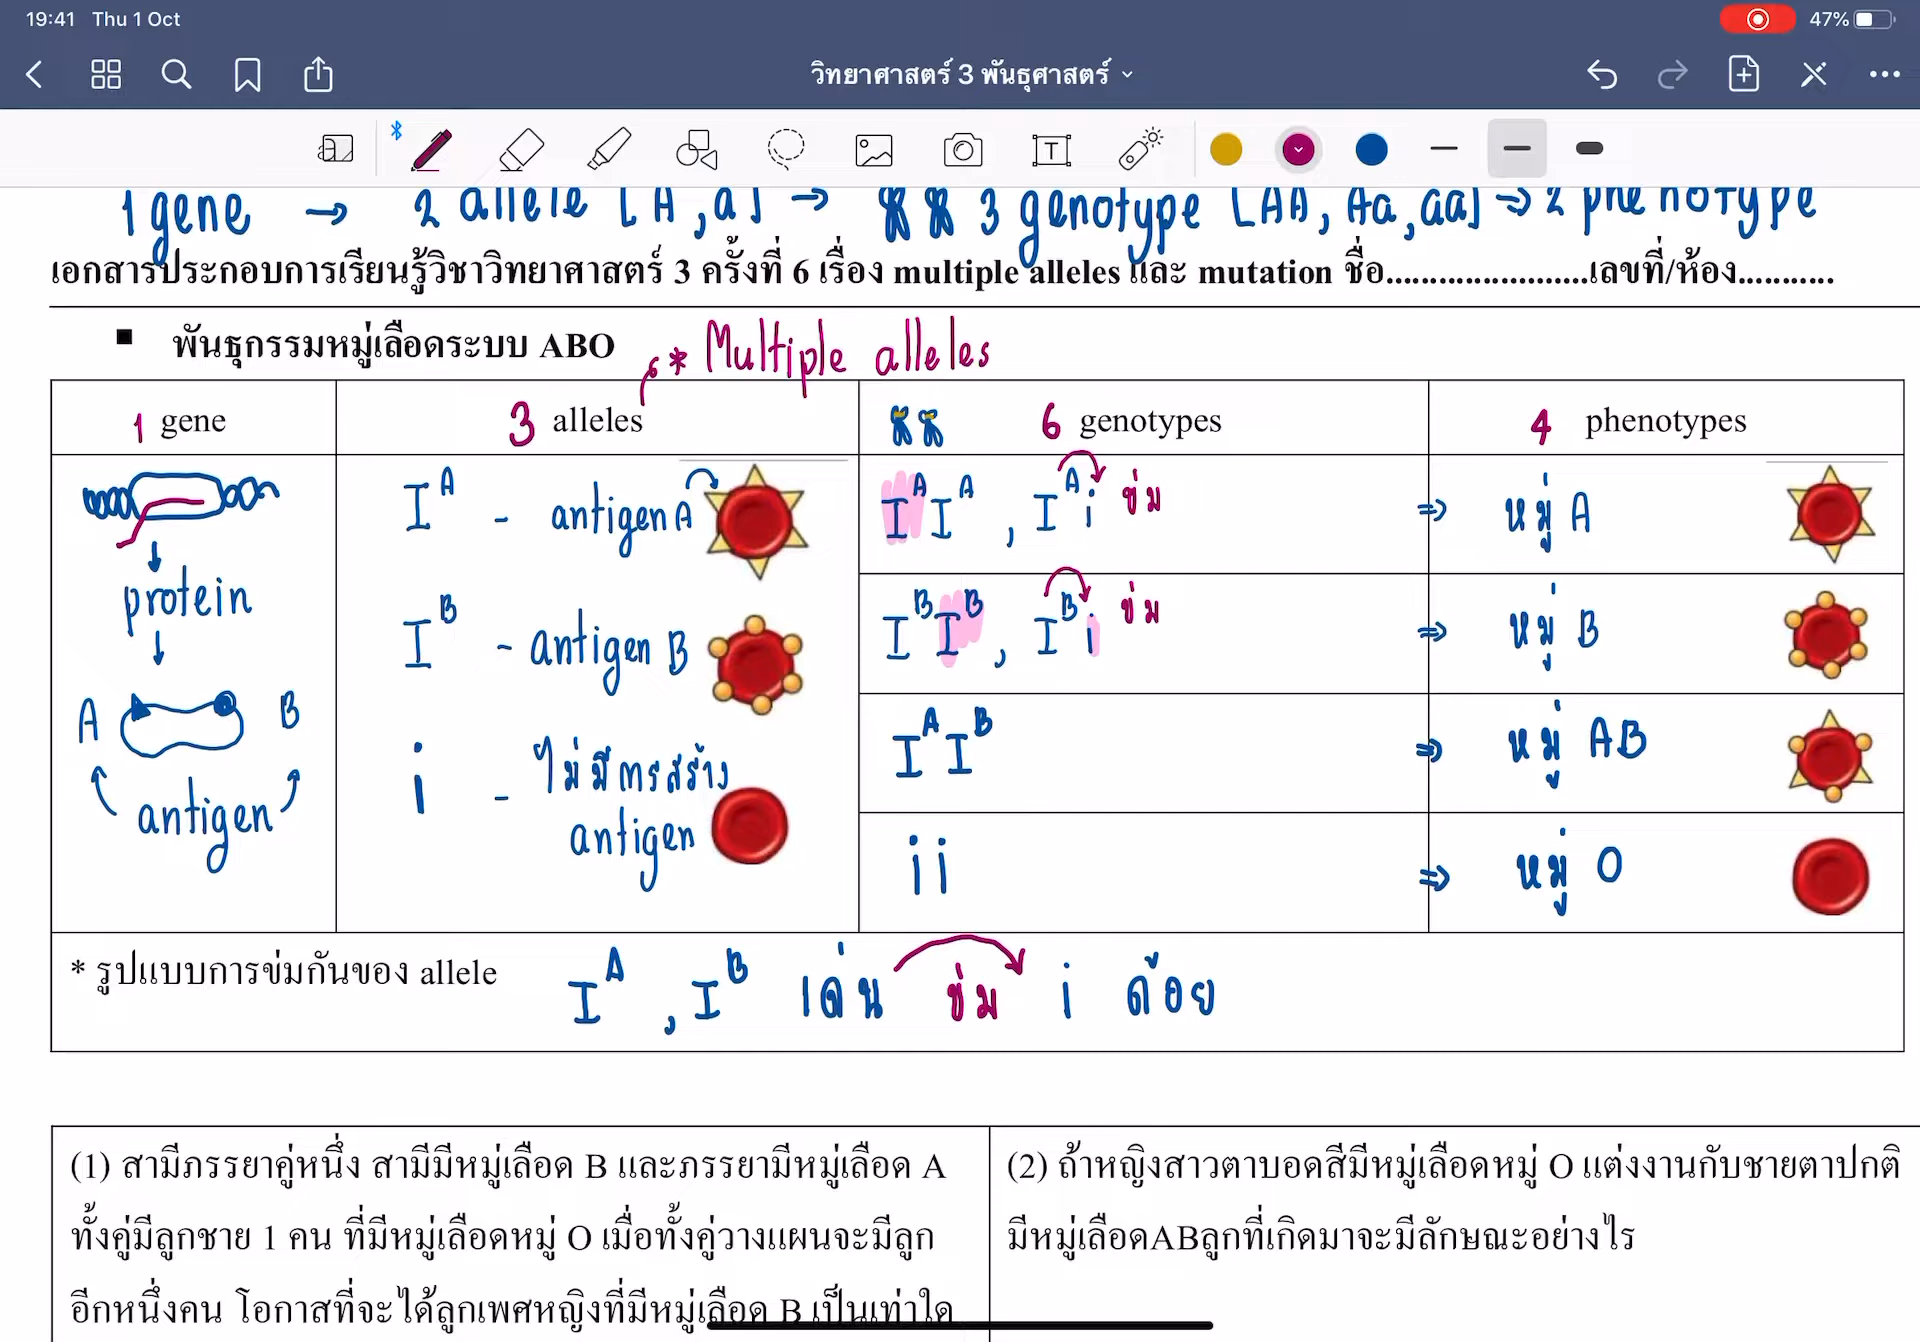 19:41 Thu 1 Oct
47%
วิทยาศาสตร์ 3 พันธุศาสตร์
1 gene → 2 allele [A, a] → 3 genotype [AA, Aa, aa] ⇒ 2 phenotype
เอกสารประกอบการเรียนรู้วิชาวิทยาศาสตร์ 3 ครั้งที่ 6 เรื่อง multiple alleles และ mutation ชื่อ.......................เลขที่/ห้อง...........
■ พันธุกรรมหมู่เลือดระบบ ABO
* Multiple alleles
1 gene
3 alleles
6 genotypes
4 phenotypes
protein
A B
antigen
I^A - antigen A
I^B - antigen B
i - ไม่มีการสร้าง
antigen
I^A I^A , I^A i ข่ม
⇒ หมู่ A
I^B I^B , I^B i ข่ม
⇒ หมู่ B
I^A I^B
⇒ หมู่ AB
i i
⇒ หมู่ O
* รูปแบบการข่มกันของ allele I^A , I^B เด่น ข่ม i ด้อย
(1) สามีภรรยาคู่หนึ่ง สามีมีหมู่เลือด B และภรรยามีหมู่เลือด A
ทั้งคู่มีลูกชาย 1 คน ที่มีหมู่เลือดหมู่ O เมื่อทั้งคู่วางแผนจะมีลูก
อีกหนึ่งคน โอกาสที่จะได้ลูกเพศหญิงที่มีหมู่เลือด B เป็นเท่าใด
(2) ถ้าหญิงสาวตาบอดสีมีหมู่เลือดหมู่ O แต่งงานกับชายตาปกติ
มีหมู่เลือดABลูกที่เกิดมาจะมีลักษณะอย่างไร